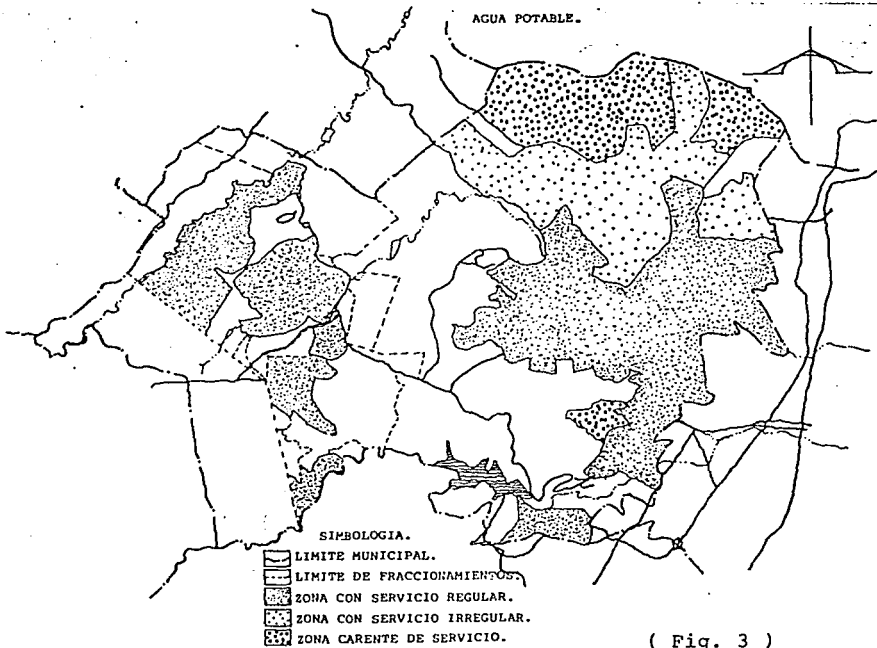 AGUA POTABLE.
SIMBOLOGIA.
LIMITE MUNICIPAL.
LIMITE DE FRACCIONAMIENTOS.
ZONA CON SERVICIO REGULAR.
ZONA CON SERVICIO IRREGULAR.
ZONA CARENTE DE SERVICIO.
( Fig. 3 )